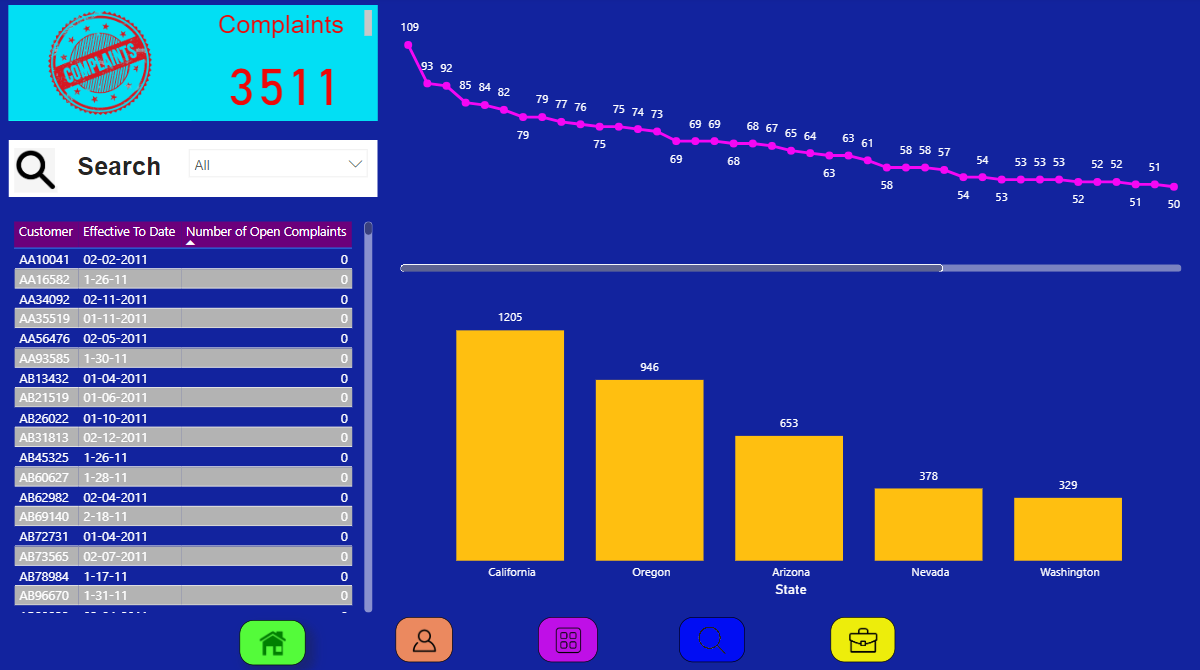 Complaints
COMPLAINTS
3511
Search
All
Customer Effective To Date Number of Open Complaints
AA10041 02-02-2011 0
AA16582 1-26-11 0
AA34092 02-11-2011 0
AA35519 01-11-2011 0
AA56476 02-05-2011 0
AA93585 1-30-11 0
AB13432 01-04-2011 0
AB21519 01-06-2011 0
AB26022 01-10-2011 0
AB31813 02-12-2011 0
AB45325 1-26-11 0
AB60627 1-28-11 0
AB62982 02-04-2011 0
AB69140 2-18-11 0
AB72731 01-04-2011 0
AB73565 02-07-2011 0
AB78984 1-17-11 0
AB96670 1-31-11 0
109
93 92
85 84 82
79
79 77 76
75
75 74 73
69
69 69
68
68 67 65 64
63
63 61
58
58 58 57
54
54
53
53 53 53
52
52 52
51
51
50
1205
946
653
378
329
California Oregon Arizona Nevada Washington
State